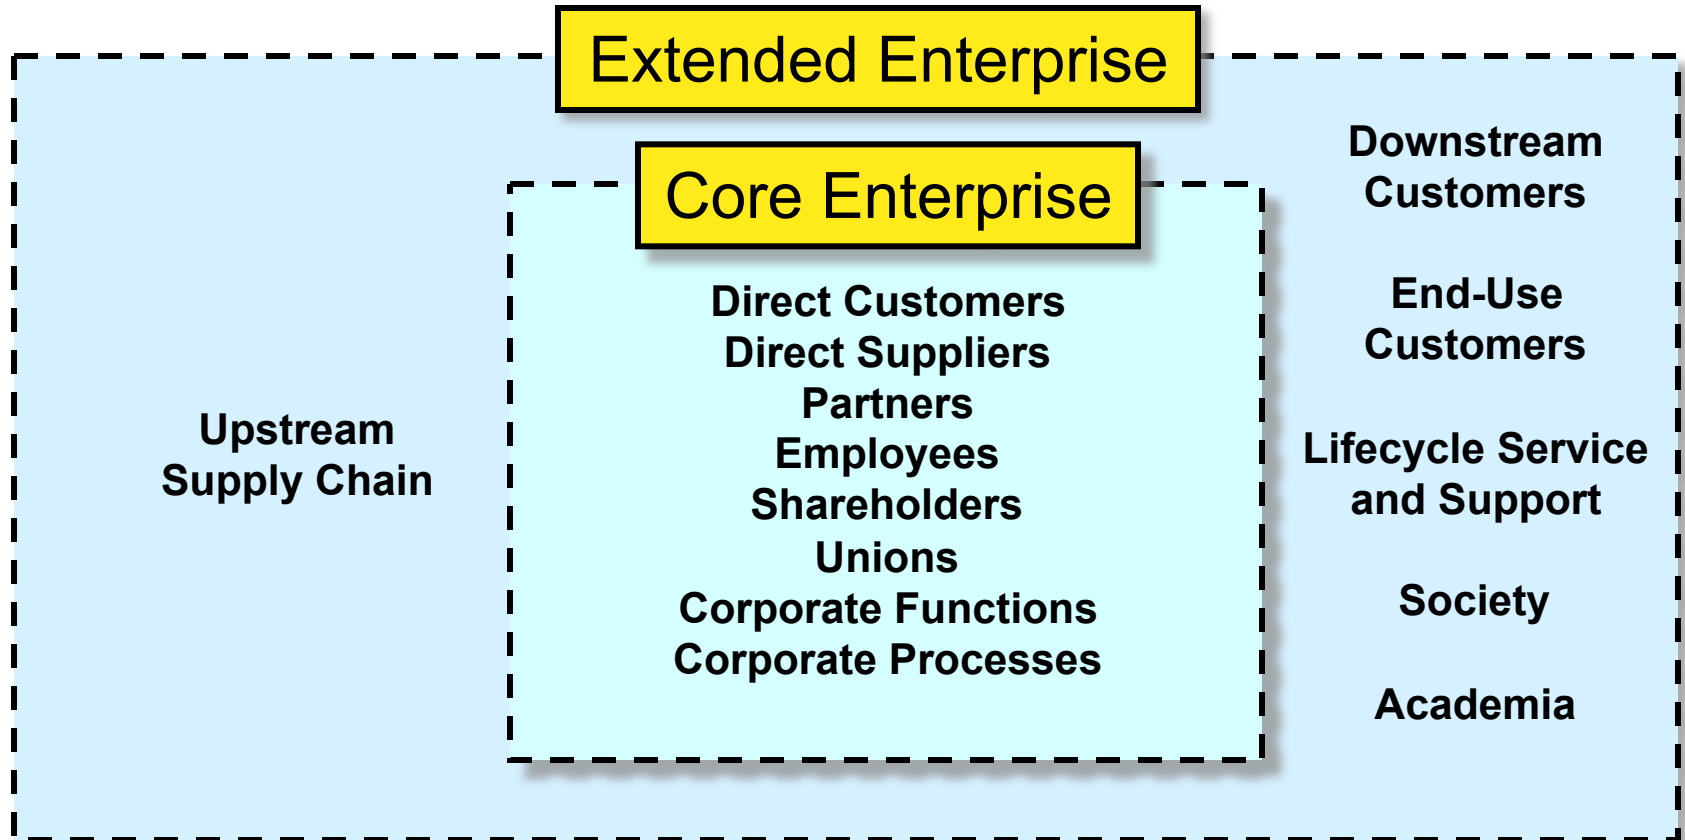 Extended Enterprise
Core Enterprise
Upstream
Supply Chain
Direct Customers
Direct Suppliers
Partners
Employees
Shareholders
Unions
Corporate Functions
Corporate Processes
Downstream
Customers
End-Use
Customers
Lifecycle Service
and Support
Society
Academia